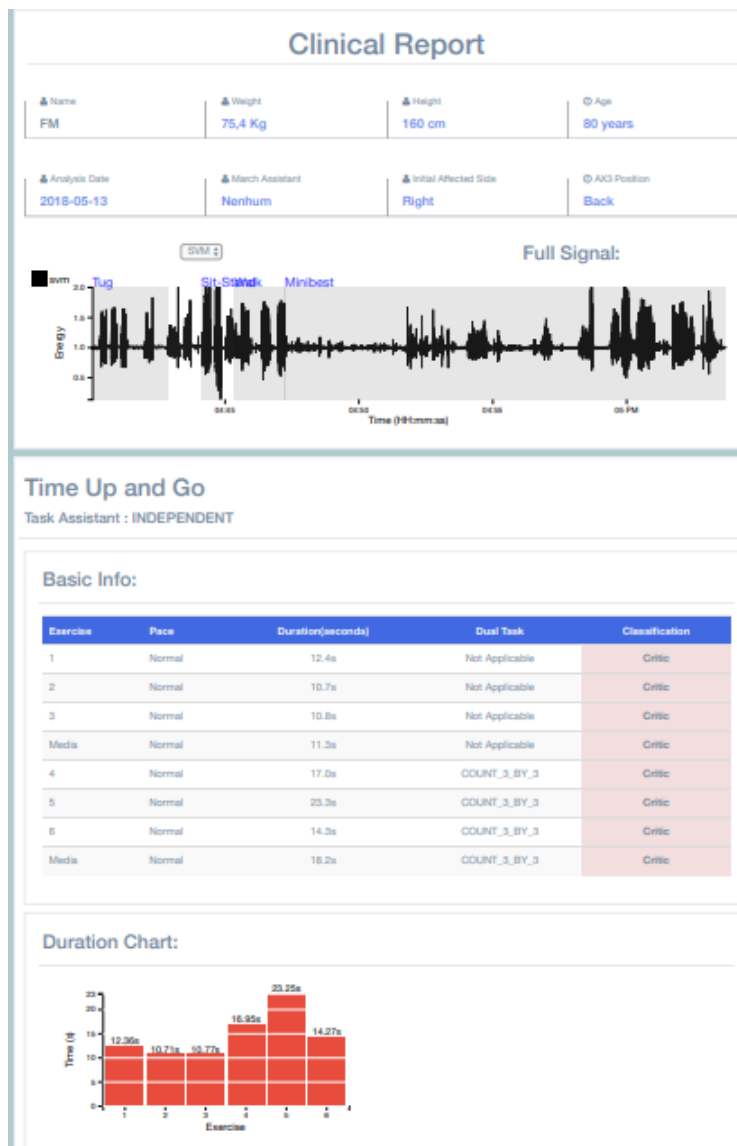 Clinical Report
Name Weight Height Age
FM 75,4 Kg 160 cm 80 years
Analysis Date March Assistant Initial Affected Side AX3 Position
2018-05-13 Nenhum Right Back
SVM Full Signal:
svm Tug Sit-Stand Walk Minibest
2.0
1.5
1.0
0.5
Energy
04:45 04:50 04:55 05 PM
Time (HH:mm:ss)
Time Up and Go
Task Assistant : INDEPENDENT
Basic Info:
Exercise Pace Duration(seconds) Dual Task Classification
1 Normal 12.4s Not Applicable Critic
2 Normal 10.7s Not Applicable Critic
3 Normal 10.8s Not Applicable Critic
Media Normal 11.3s Not Applicable Critic
4 Normal 17.0s COUNT_3_BY_3 Critic
5 Normal 23.3s COUNT_3_BY_3 Critic
6 Normal 14.3s COUNT_3_BY_3 Critic
Media Normal 18.2s COUNT_3_BY_3 Critic
Duration Chart:
23
20
15
10
5
0
Time (s)
12.36s 10.71s 10.77s 16.95s 23.25s 14.27s
1 2 3 4 5 6
Exercise